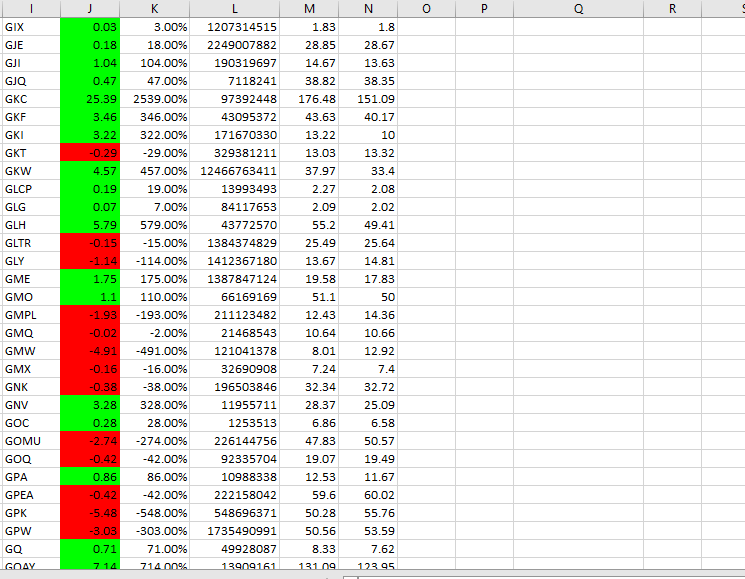 I J K L M N O P Q R
GIX 0.03 3.00% 1207314515 1.83 1.8
GJE 0.18 18.00% 2249007882 28.85 28.67
GJI 1.04 104.00% 190319697 14.67 13.63
GJQ 0.47 47.00% 7118241 38.82 38.35
GKC 25.39 2539.00% 97392448 176.48 151.09
GKF 3.46 346.00% 43095372 43.63 40.17
GKI 3.22 322.00% 171670330 13.22 10
GKT -0.29 -29.00% 329381211 13.03 13.32
GKW 4.57 457.00% 12466763411 37.97 33.4
GLCP 0.19 19.00% 13993493 2.27 2.08
GLG 0.07 7.00% 84117653 2.09 2.02
GLH 5.79 579.00% 43772570 55.2 49.41
GLTR -0.15 -15.00% 1384374829 25.49 25.64
GLY -1.14 -114.00% 1412367180 13.67 14.81
GME 1.75 175.00% 1387847124 19.58 17.83
GMO 1.1 110.00% 66169169 51.1 50
GMPL -1.93 -193.00% 211123482 12.43 14.36
GMQ -0.02 -2.00% 21468543 10.64 10.66
GMW -4.91 -491.00% 121041378 8.01 12.92
GMX -0.16 -16.00% 32690908 7.24 7.4
GNK -0.38 -38.00% 196503846 32.34 32.72
GNV 3.28 328.00% 11955711 28.37 25.09
GOC 0.28 28.00% 1253513 6.86 6.58
GOMU -2.74 -274.00% 226144756 47.83 50.57
GOQ -0.42 -42.00% 92335704 19.07 19.49
GPA 0.86 86.00% 10988338 12.53 11.67
GPEA -0.42 -42.00% 222158042 59.6 60.02
GPK -5.48 -548.00% 548696371 50.28 55.76
GPW -3.03 -303.00% 1735490991 50.56 53.59
GQ 0.71 71.00% 49928087 8.33 7.62
GQAY 7.14 714.00% 13909161 131.09 123.95